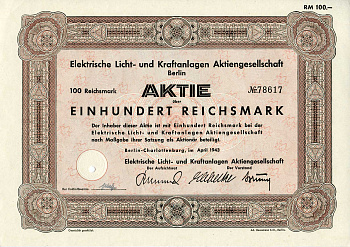 RM 100,—
Elektrische Licht- und Kraftanlagen Aktiengesellschaft
Berlin
100 Reichsmark
№78617
AKTIE
über
EINHUNDERT REICHSMARK
Der Inhaber dieser Aktie ist mit Einhundert Reichsmark bei der
Elektrische Licht- und Kraftanlagen Aktiengesellschaft
nach Maßgabe ihrer Satzung als Aktionär beteiligt.
Berlin-Charlottenburg, im April 1943
Elektrische Licht- und Kraftanlagen Aktiengesellschaft
Der Aufsichtsrat
Der Vorstand